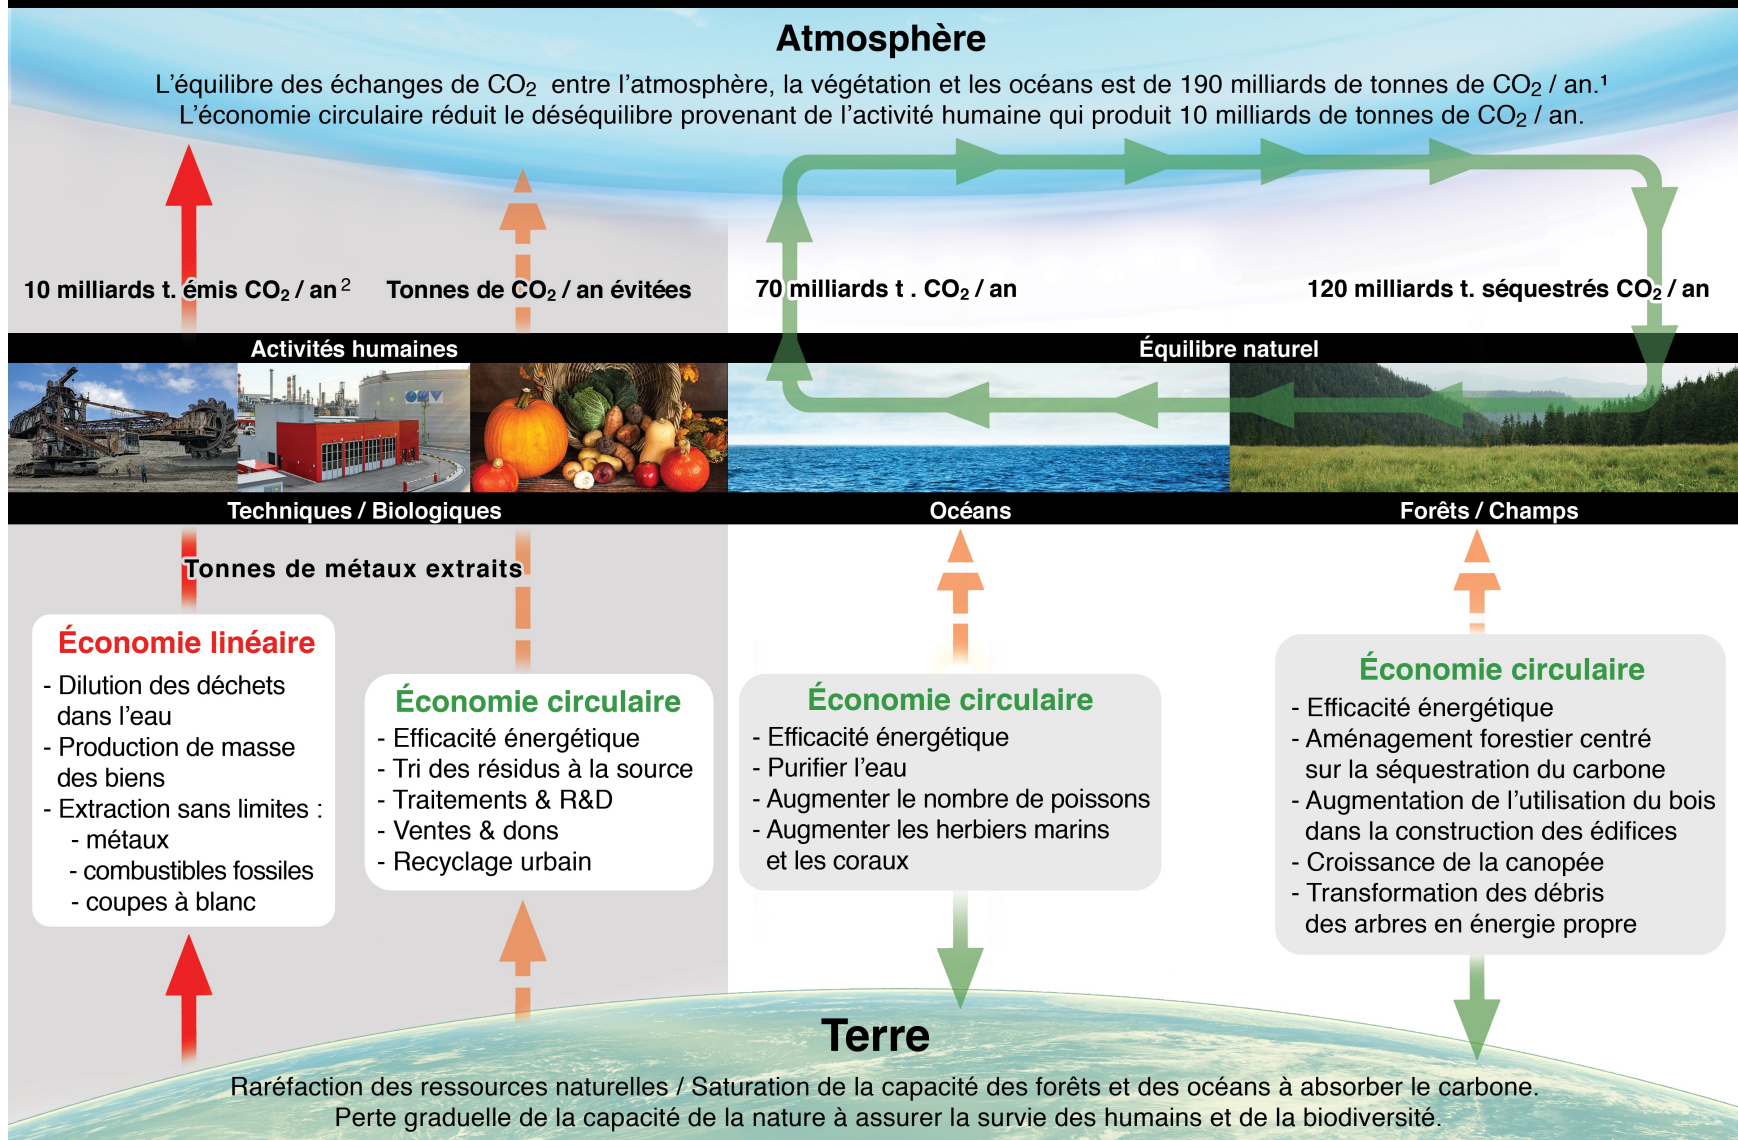 Atmosphère
L'équilibre des échanges de CO₂ entre l'atmosphère, la végétation et les océans est de 190 milliards de tonnes de CO₂ / an.¹
L'économie circulaire réduit le déséquilibre provenant de l'activité humaine qui produit 10 milliards de tonnes de CO₂ / an.
10 milliards t. émis CO₂ / an²
Tonnes de CO₂ / an évitées
70 milliards t . CO₂ / an
120 milliards t. séquestrés CO₂ / an
Activités humaines
Équilibre naturel
OMV
Techniques / Biologiques
Océans
Forêts / Champs
Tonnes de métaux extraits
Économie linéaire
- Dilution des déchets
dans l'eau
- Production de masse
des biens
- Extraction sans limites :
- métaux
- combustibles fossiles
- coupes à blanc
Économie circulaire
- Efficacité énergétique
- Tri des résidus à la source
- Traitements & R&D
- Ventes & dons
- Recyclage urbain
Économie circulaire
- Efficacité énergétique
- Purifier l'eau
- Augmenter le nombre de poissons
- Augmenter les herbiers marins
et les coraux
Économie circulaire
- Efficacité énergétique
- Aménagement forestier centré
sur la séquestration du carbone
- Augmentation de l'utilisation du bois
dans la construction des édifices
- Croissance de la canopée
- Transformation des débris
des arbres en énergie propre
Terre
Raréfaction des ressources naturelles / Saturation de la capacité des forêts et des océans à absorber le carbone.
Perte graduelle de la capacité de la nature à assurer la survie des humains et de la biodiversité.